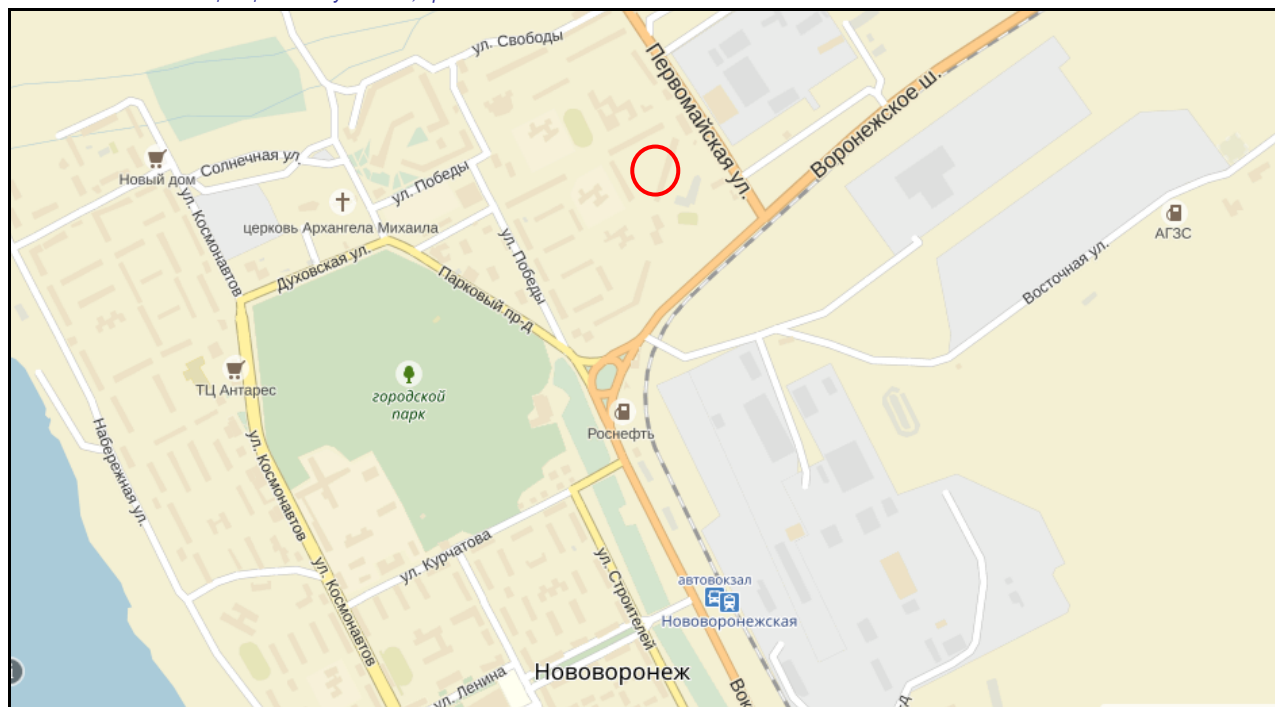 ул. Свободы
Первомайская ул.
Воронежское ш.
Новый дом
Солнечная ул.
ул. Победы
ул. Космонавтов
церковь Архангела Михаила
АГЗС
Духовская ул.
ул. Победы
Парковый пр-д
Восточная ул.
ТЦ Антарес
городской
парк
Роснефть
Набережная ул.
ул. Космонавтов
ул. Курчатова
ул. Космонавтов
ул. Строителей
автовокзал
Нововоронежская
Нововоронеж
ул. Ленина
Вок